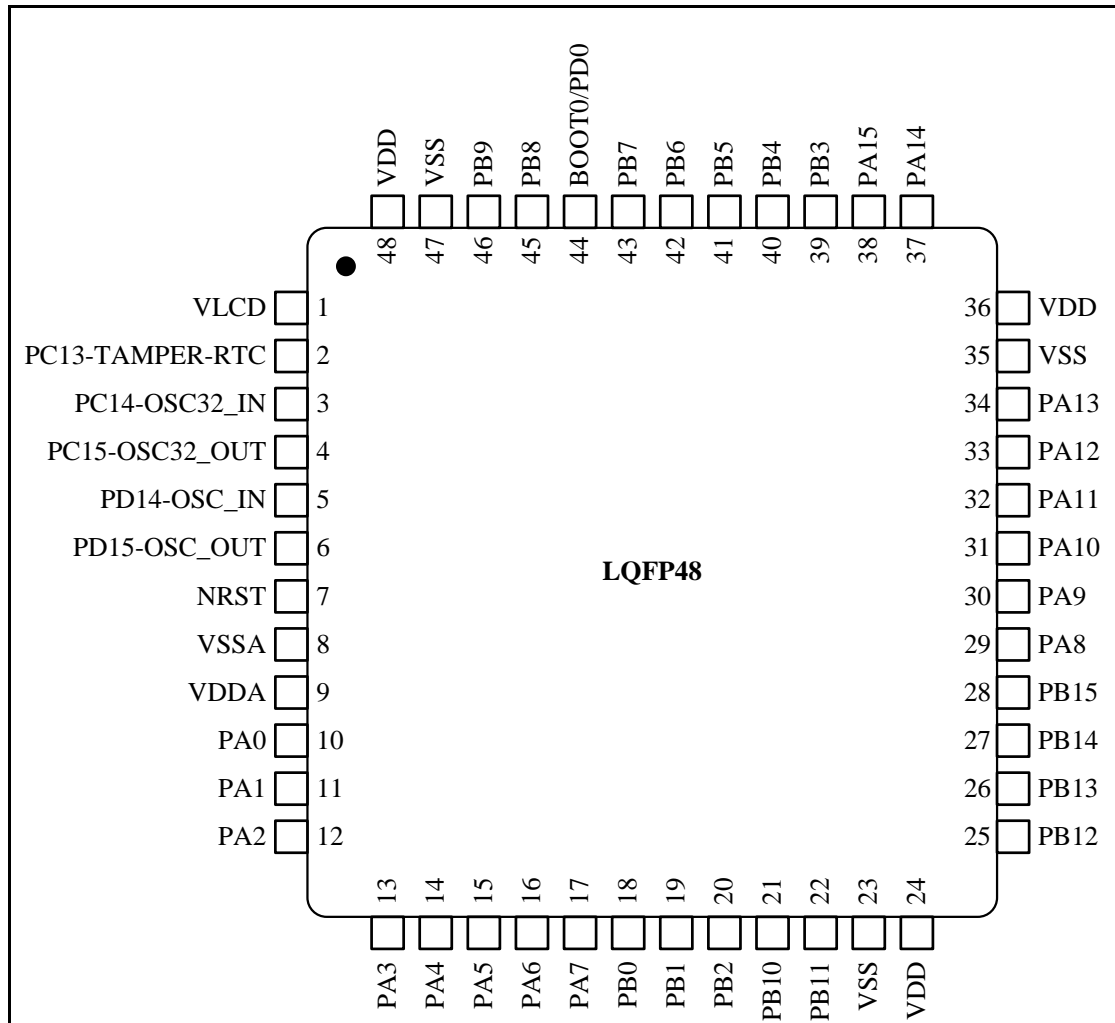 VDD VSS PB9 PB8 BOOT0/PD0 PB7 PB6 PB5 PB4 PB3 PA15 PA14
48 47 46 45 44 43 42 41 40 39 38 37
VLCD 1 36 VDD
PC13-TAMPER-RTC 2 35 VSS
PC14-OSC32_IN 3 34 PA13
PC15-OSC32_OUT 4 33 PA12
PD14-OSC_IN 5 32 PA11
PD15-OSC_OUT 6 31 PA10
LQFP48
NRST 7 30 PA9
VSSA 8 29 PA8
VDDA 9 28 PB15
PA0 10 27 PB14
PA1 11 26 PB13
PA2 12 25 PB12
13 14 15 16 17 18 19 20 21 22 23 24
PA3 PA4 PA5 PA6 PA7 PB0 PB1 PB2 PB10 PB11 VSS VDD